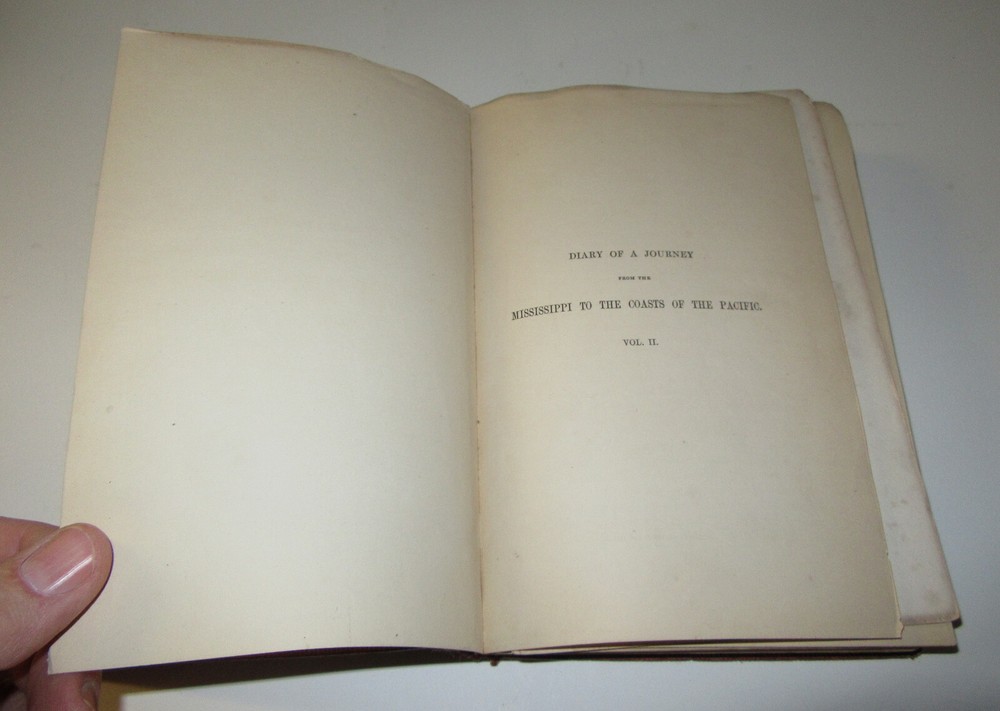 DIARY OF A JOURNEY
FROM THE
MISSISSIPPI TO THE COASTS OF THE PACIFIC.
VOL. II.